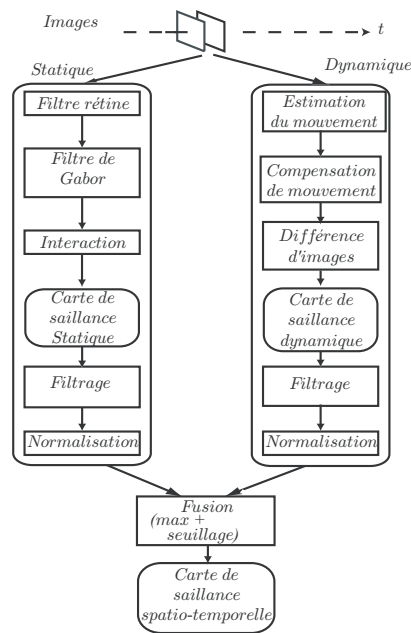 Images
t
Statique
Dynamique
Filtre rétine
Filtre de
Gabor
Interaction
Carte de
saillance
Statique
Filtrage
Normalisation
Estimation
du mouvement
Compensation
de mouvement
Différence
d'images
Carte de
saillance
dynamique
Filtrage
Normalisation
Fusion
(max +
seuillage)
Carte de
saillance
spatio-temporelle